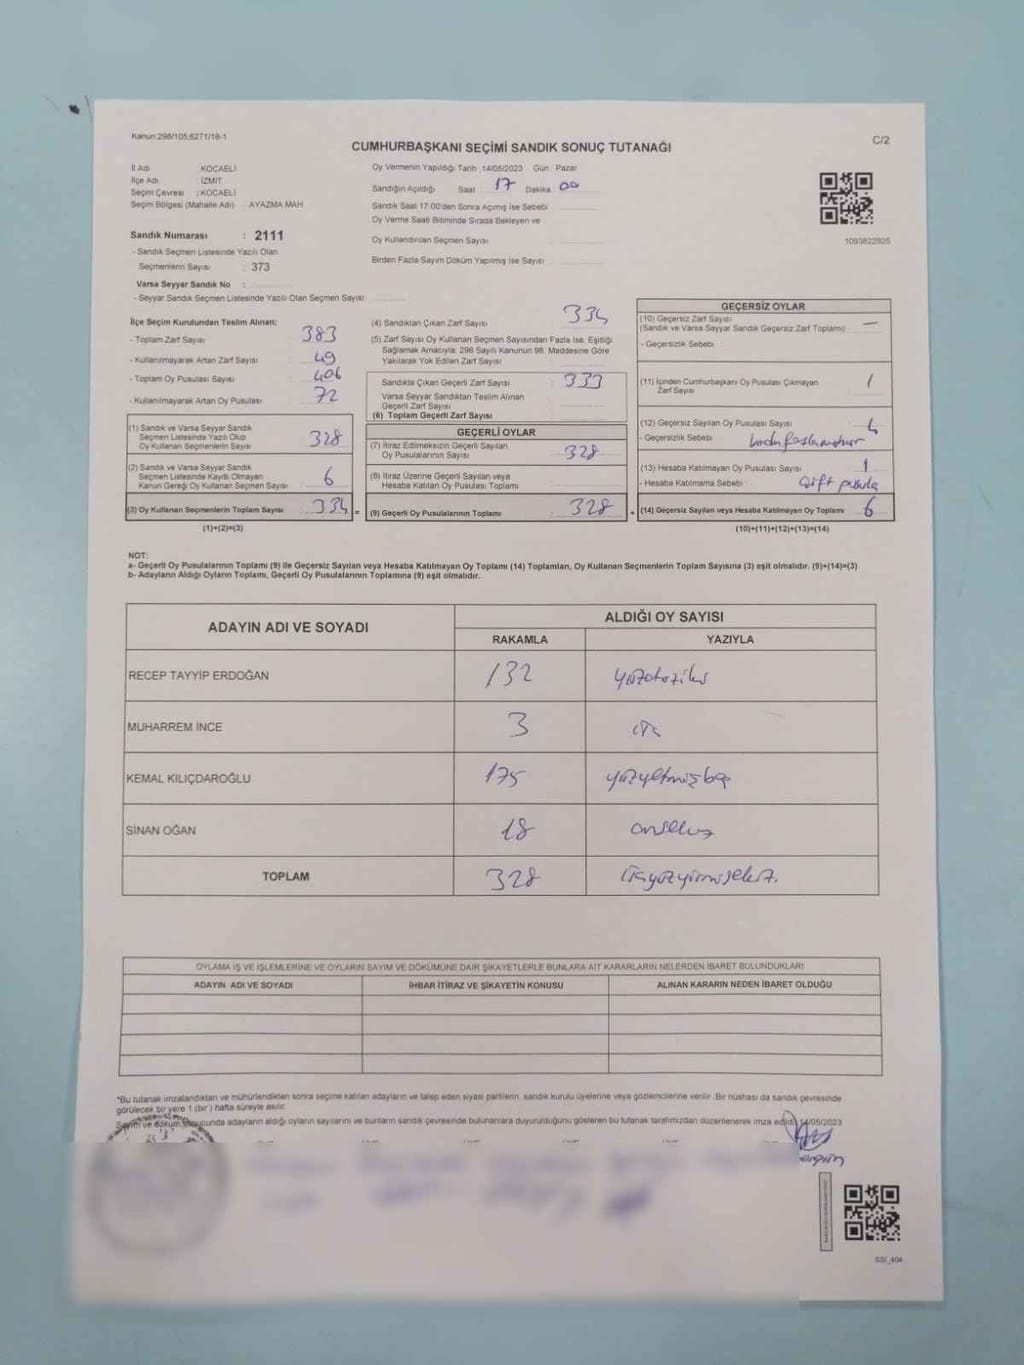 Kanun:298/105,6271/18-1
C/2
CUMHURBAŞKANI SEÇİMİ SANDIK SONUÇ TUTANAĞI
İl Adı KOCAELİ
İlçe Adı İZMİT
Seçim Çevresi : KOCAELİ
Seçim Bölgesi (Mahalle Adı) AYAZMA MAH.
Sandık Numarası : 2111
- Sandık Seçmen Listesinde Yazılı Olan
Seçmenlerin Sayısı : 373
Varsa Seyyar Sandık No :
- Seyyar Sandık Seçmen Listesinde Yazılı Olan Seçmen Sayısı
Oy Vermenin Yapıldığı Tarih 14/05/2023 Gün : Pazar
Sandığın Açıldığı Saat 17 Dakika 00
Sandık Saat 17:00'den Sonra Açılmış İse Sebebi
Oy Verme Saati Bitiminde Sırada Bekleyen ve
Oy Kullandırılan Seçmen Sayısı
Birden Fazla Sayım Döküm Yapılmış İse Sayısı
1093822925
İlçe Seçim Kurulundan Teslim Alınan;
- Toplam Zarf Sayısı 383
- Kullanılmayarak Artan Zarf Sayısı 49
- Toplam Oy Pusulası Sayısı 406
- Kullanılmayarak Artan Oy Pusulası 72
(1) Sandık ve Varsa Seyyar Sandık
Seçmen Listesinde Yazılı Olup
Oy Kullanan Seçmenlerin Sayısı 328
(2) Sandık ve Varsa Seyyar Sandık
Seçmen Listesinde Kayıtlı Olmayan
Kanun Gereği Oy Kullanan Seçmen Sayısı 6
(3) Oy Kullanan Seçmenlerin Toplam Sayısı 334 =
(1)+(2)=(3)
(4) Sandıktan Çıkan Zarf Sayısı 334
(5) Zarf Sayısı Oy Kullanan Seçmen Sayısından Fazla İse, Eşitliği
Sağlamak Amacıyla; 298 Sayılı Kanunun 98. Maddesine Göre
Yakılarak Yok Edilen Zarf Sayısı
Sandıkta Çıkan Geçerli Zarf Sayısı 333
Varsa Seyyar Sandıktan Teslim Alınan
Geçerli Zarf Sayısı
(6) Toplam Geçerli Zarf Sayısı
GEÇERLİ OYLAR
(7) İtiraz Edilmeksizin Geçerli Sayılan
Oy Pusulalarının Sayısı 328
(8) İtiraz Üzerine Geçerli Sayılan veya
Hesaba Katılan Oy Pusulası Toplamı
(9) Geçerli Oy Pusulalarının Toplamı 328 +
GEÇERSİZ OYLAR
(10) Geçersiz Zarf Sayısı
(Sandık ve Varsa Seyyar Sandık Geçersiz Zarf Toplamı) —
- Geçersizlik Sebebi
(11) İçinden Cumhurbaşkanı Oy Pusulası Çıkmayan
Zarf Sayısı 1
(12) Geçersiz Sayılan Oy Pusulası Sayısı 4
- Geçersizlik Sebebi
(13) Hesaba Katılmayan Oy Pusulası Sayısı 1
- Hesaba Katılmama Sebebi Çift pusula
(14) Geçersiz Sayılan veya Hesaba Katılmayan Oy Toplamı 6
(10)+(11)+(12)+(13)=(14)
NOT:
a- Geçerli Oy Pusulalarının Toplamı (9) ile Geçersiz Sayılan veya Hesaba Katılmayan Oy Toplamı (14) Toplamları, Oy Kullanan Seçmenlerin Toplam Sayısına (3) eşit olmalıdır. (9)+(14)=(3)
b- Adayların Aldığı Oyların Toplamı, Geçerli Oy Pusulalarının Toplamına (9) eşit olmalıdır.
ADAYIN ADI VE SOYADI
ALDIĞI OY SAYISI
RAKAMLA YAZIYLA
RECEP TAYYİP ERDOĞAN 132 yüzotuziki
MUHARREM İNCE 3 üç
KEMAL KILIÇDAROĞLU 175 yüzyetmişbeş
SİNAN OĞAN 18 onsekiz
TOPLAM 328 üçyüzyirmisekiz.
OYLAMA İŞ VE İŞLEMLERİNE VE OYLARIN SAYIM VE DÖKÜMÜNE DAİR ŞİKAYETLERLE BUNLARA AİT KARARLARIN NELERDEN İBARET BULUNDUKLARI
ADAYIN ADI VE SOYADI İHBAR İTİRAZ VE ŞİKAYETİN KONUSU ALINAN KARARIN NEDEN İBARET OLDUĞU
*Bu tutanak imzalandıktan ve mühürlendikten sonra seçime katılan adayların ve talep eden siyasi partilerin sandık kurulu üyelerine veya gözlemcilerine verilir. Bir nüshası da sandık çevresinde
görülecek bir yere 1 (bir) hafta süreyle asılır.
Sayım ve döküm sonucunda adayların aldığı oyların sayılarını ve bunların sandık çevresinde bulunanlara duyurulduğunu gösteren bu tutanak tarafımızdan düzenlenerek imza edildi. 14/05/2023
SSI_404